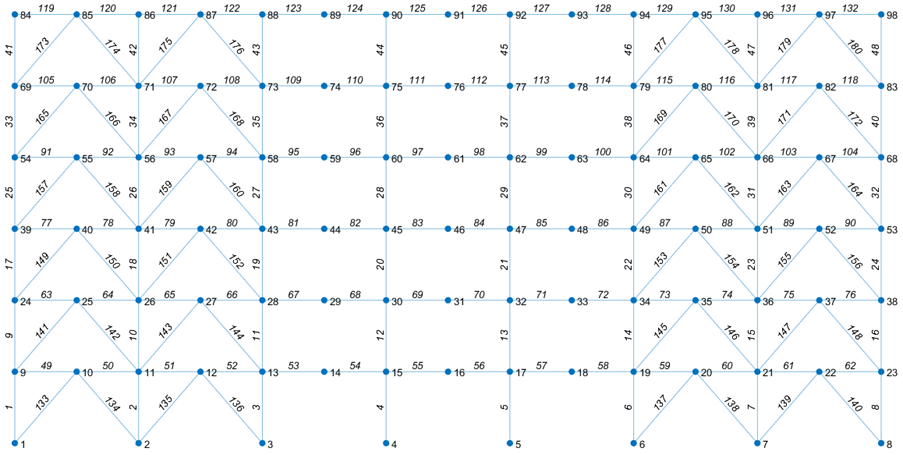 119 120 121 122 123 124 125 126 127 128 129 130 131 132
84 85 86 87 88 89 90 91 92 93 94 95 96 97 98
41 173 174 42 175 176 43 44 45 46 177 178 47 179 180 48
105 106 107 108 109 110 111 112 113 114 115 116 117 118
69 70 71 72 73 74 75 76 77 78 79 80 81 82 83
33 165 166 34 167 168 35 36 37 38 169 170 39 171 172 40
91 92 93 94 95 96 97 98 99 100 101 102 103 104
54 55 56 57 58 59 60 61 62 63 64 65 66 67 68
25 157 158 26 159 160 27 28 29 30 161 162 31 163 164 32
77 78 79 80 81 82 83 84 85 86 87 88 89 90
39 40 41 42 43 44 45 46 47 48 49 50 51 52 53
17 149 150 18 151 152 19 20 21 22 153 154 23 155 156 24
63 64 65 66 67 68 69 70 71 72 73 74 75 76
24 25 26 27 28 29 30 31 32 33 34 35 36 37 38
9 141 142 10 143 144 11 12 13 14 145 146 15 147 148 16
49 50 51 52 53 54 55 56 57 58 59 60 61 62
9 10 11 12 13 14 15 16 17 18 19 20 21 22 23
1 133 134 2 135 136 3 4 5 6 137 138 7 139 140 8
1 2 3 4 5 6 7 8